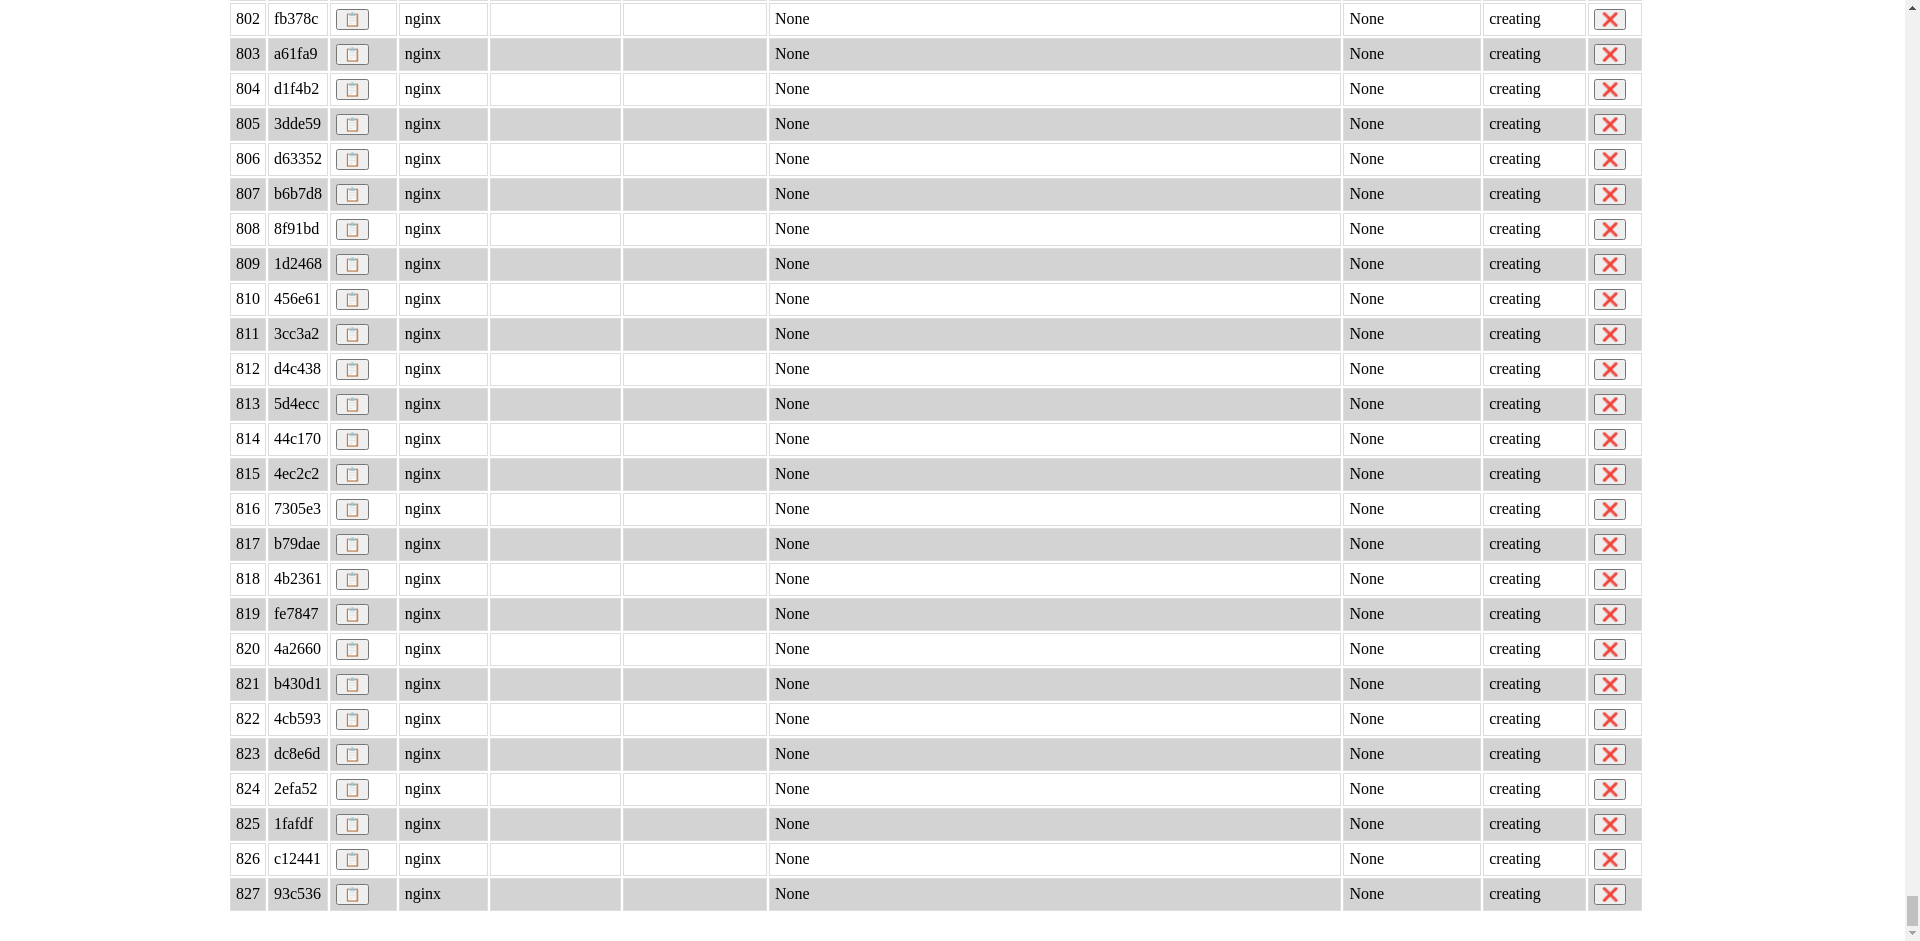 802 fb378c nginx None None creating
803 a61fa9 nginx None None creating
804 d1f4b2 nginx None None creating
805 3dde59 nginx None None creating
806 d63352 nginx None None creating
807 b6b7d8 nginx None None creating
808 8f91bd nginx None None creating
809 1d2468 nginx None None creating
810 456e61 nginx None None creating
811 3cc3a2 nginx None None creating
812 d4c438 nginx None None creating
813 5d4ecc nginx None None creating
814 44c170 nginx None None creating
815 4ec2c2 nginx None None creating
816 7305e3 nginx None None creating
817 b79dae nginx None None creating
818 4b2361 nginx None None creating
819 fe7847 nginx None None creating
820 4a2660 nginx None None creating
821 b430d1 nginx None None creating
822 4cb593 nginx None None creating
823 dc8e6d nginx None None creating
824 2efa52 nginx None None creating
825 1fafdf nginx None None creating
826 c12441 nginx None None creating
827 93c536 nginx None None creating